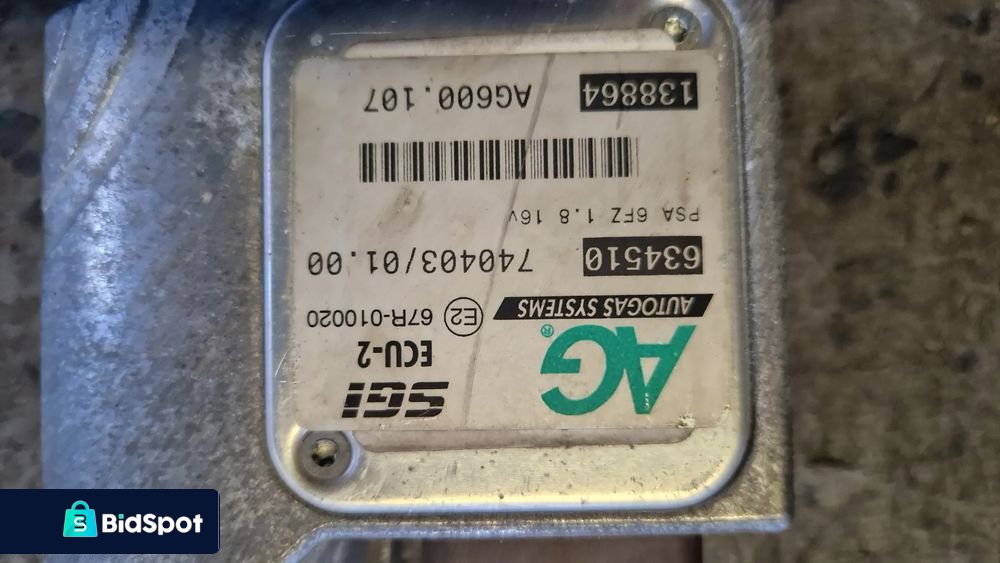 AG®
AUTOGAS SYSTEMS
SGI
ECU-2
E2 67R-010020
634510 740403/01.00
PSA 6FZ 1.8 16v
138864 AG600.107
BidSpot